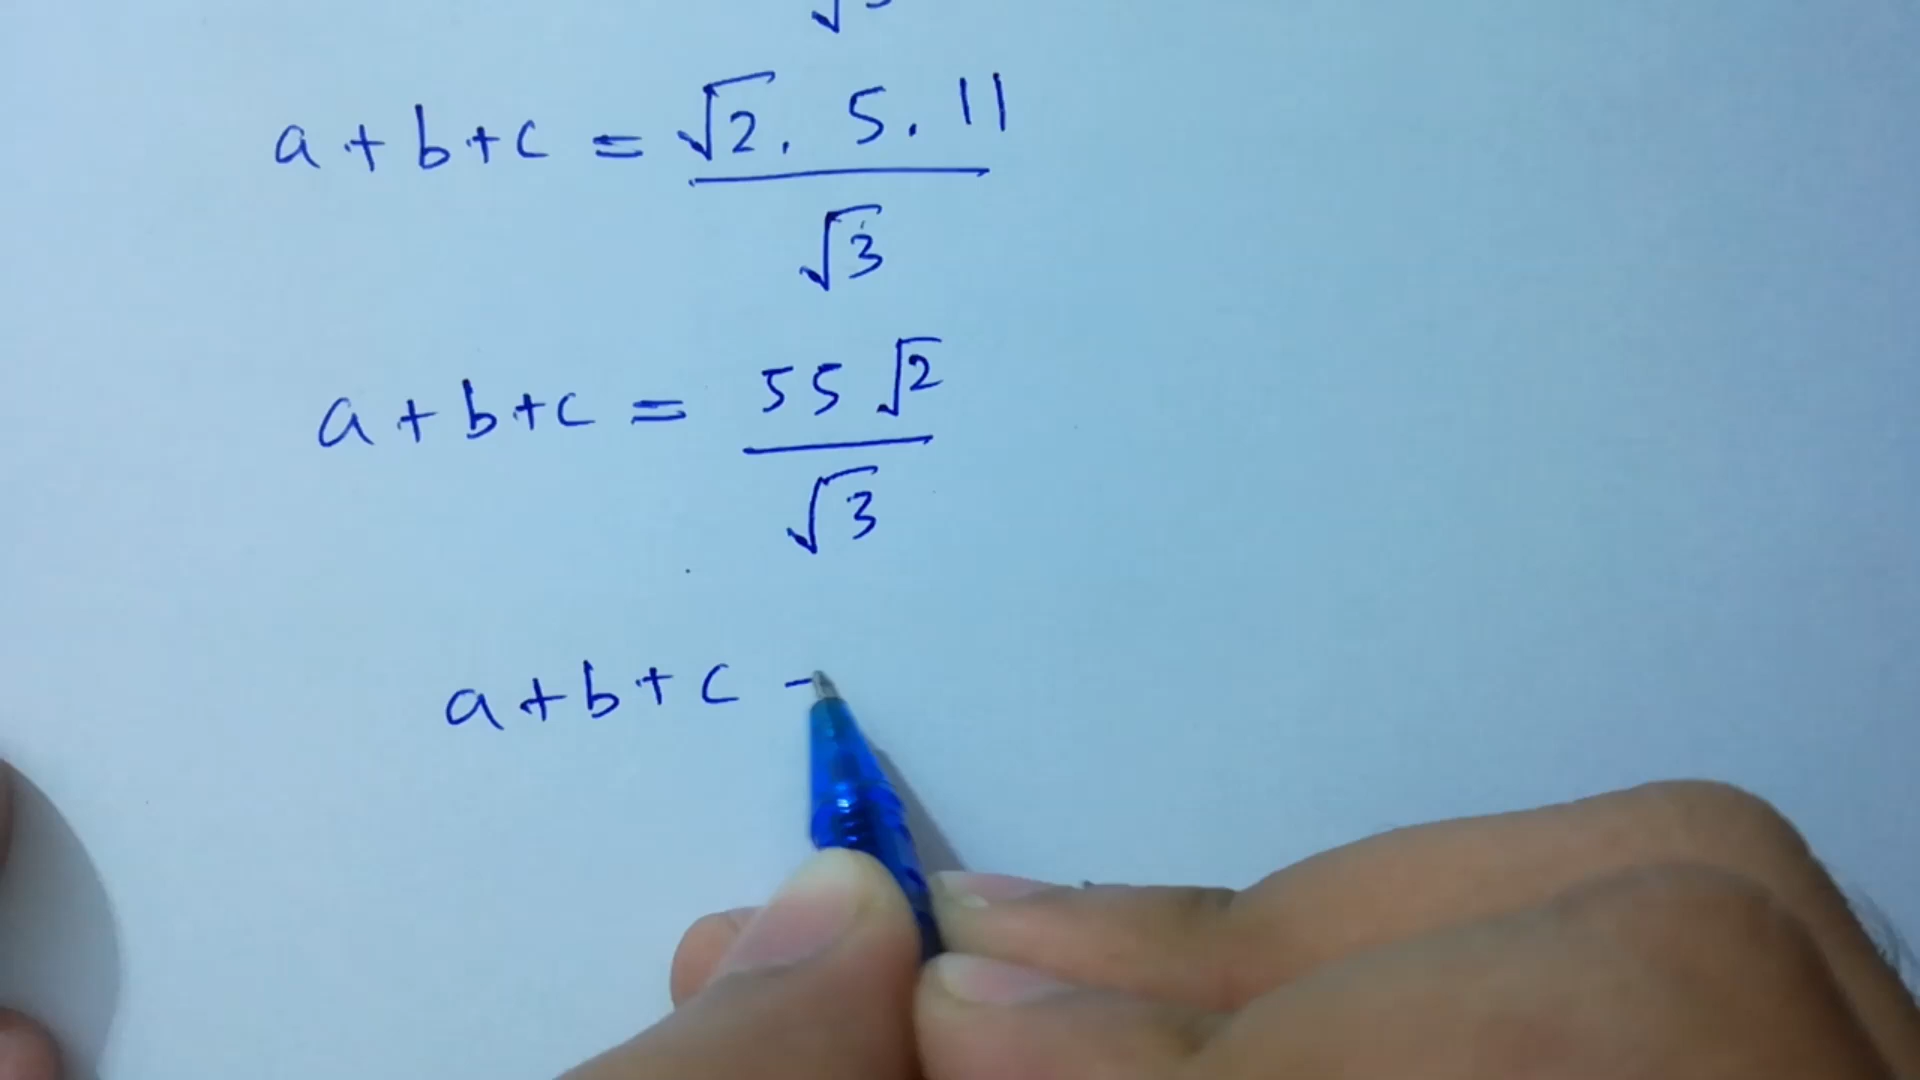 a+b+c = √2. 5. 11
√3
a+b+c = 55 √2
√3
a+b+c -